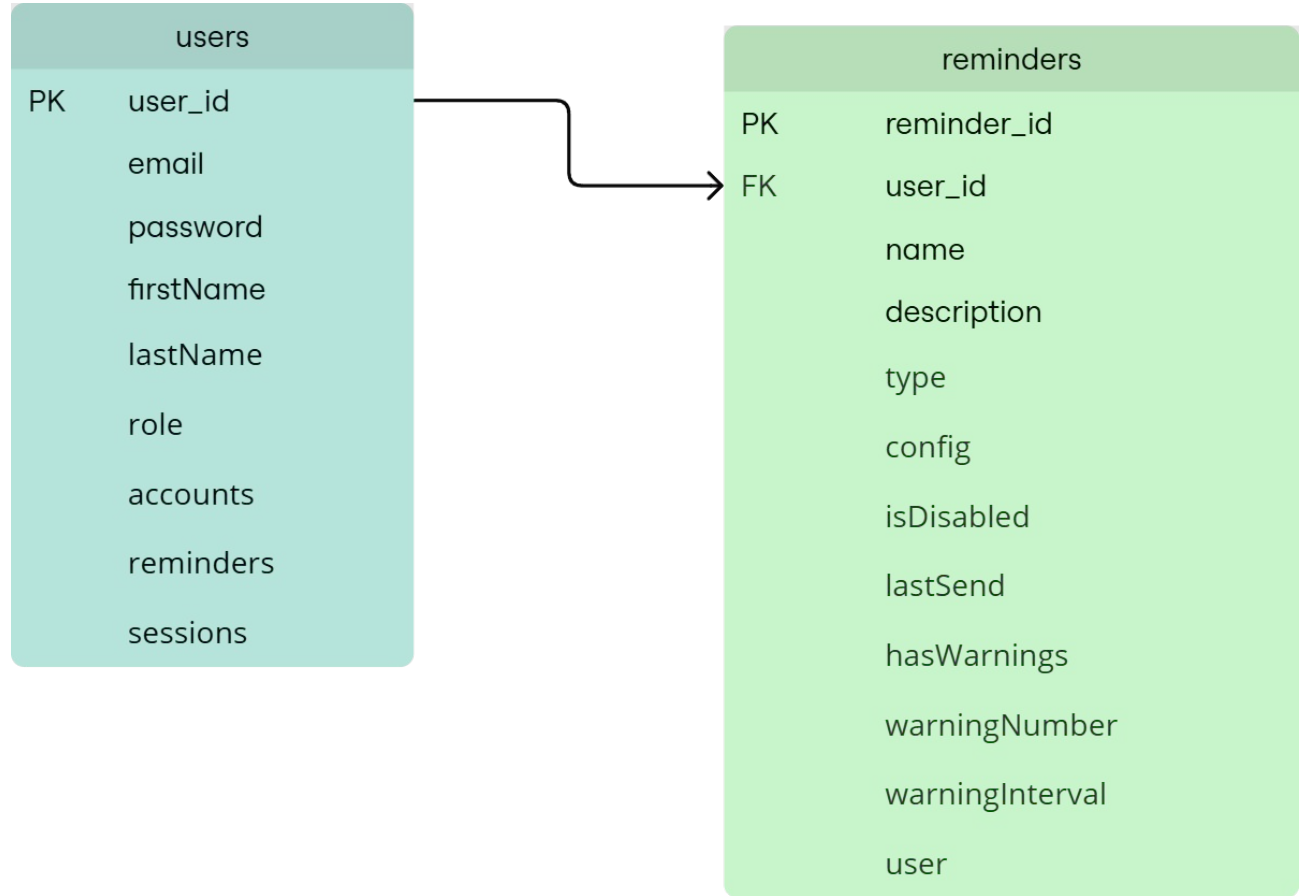 users
PK user_id
email
password
firstName
lastName
role
accounts
reminders
sessions
reminders
PK reminder_id
FK user_id
name
description
type
config
isDisabled
lastSend
hasWarnings
warningNumber
warningInterval
user